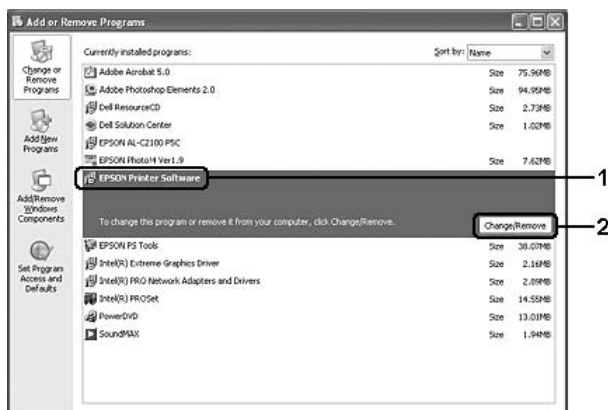 Add or Remove Programs
Change or
Remove
Programs
Add New
Programs
Add/Remove
Windows
Components
Set Program
Access and
Defaults
Currently installed programs:
Sort by: Name
Adobe Acrobat 5.0 Size 75.96MB
Adobe Photoshop Elements 2.0 Size 94.95MB
Dell ResourceCD Size 2.73MB
Dell Solution Center Size 1.02MB
EPSON AL-C2100 PSC
EPSON Photo!4 Ver1.9 Size 7.62MB
EPSON Printer Software
1
To change this program or remove it from your computer, click Change/Remove.
Change/Remove
2
EPSON PS Tools Size 38.07MB
Intel(R) Extreme Graphics Driver Size 2.16MB
Intel(R) PRO Network Adapters and Drivers Size 2.89MB
Intel(R) PROSet Size 14.55MB
PowerDVD Size 13.01MB
SoundMAX Size 1.94MB